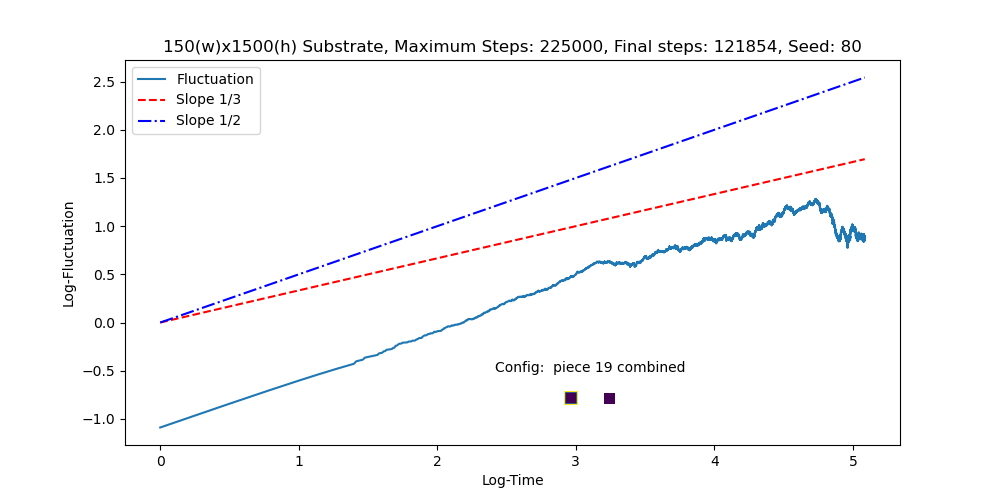 150(w)x1500(h) Substrate, Maximum Steps: 225000, Final steps: 121854, Seed: 80
Fluctuation
Slope 1/3
Slope 1/2
2.5
2.0
1.5
1.0
0.5
0.0
−0.5
−1.0
Log-Fluctuation
Config:  piece 19 combined
0 1 2 3 4 5
Log-Time